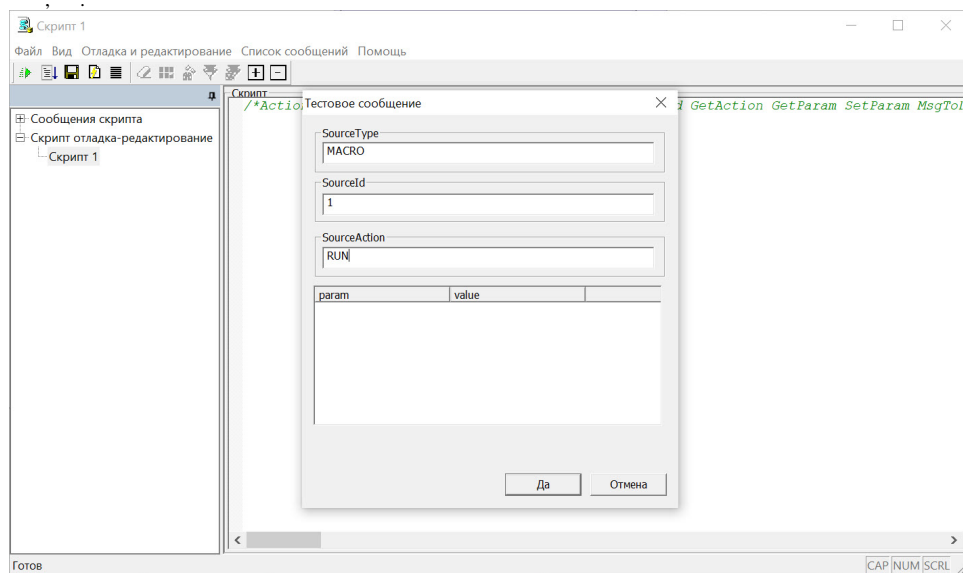 Скрипт 1
Файл Вид Отладка и редактирование Список сообщений Помощь
Скрипт
/*Actio
d GetAction GetParam SetParam MsgToL
Сообщения скрипта
Скрипт отладка-редактирование
Скрипт 1
Тестовое сообщение
SourceType
MACRO
SourceId
1
SourceAction
RUN
param value
Да Отмена
Готов
CAP NUM SCRL